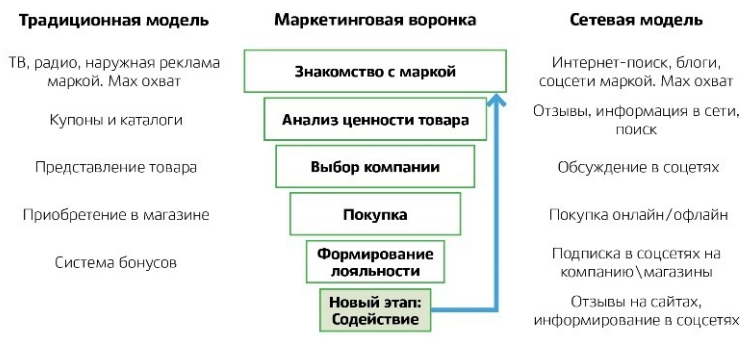 Традиционная модель
Маркетинговая воронка
Сетевая модель
ТВ, радио, наружная реклама
маркой. Max охват
Знакомство с маркой
Интернет-поиск, блоги,
соцсети маркой. Max охват
Купоны и каталоги
Анализ ценности товара
Отзывы, информация в сети,
поиск
Представление товара
Выбор компании
Обсуждение в соцетях
Приобретение в магазине
Покупка
Покупка онлайн/офлайн
Система бонусов
Формирование
лояльности
Подписка в соцсетях на
компанию\магазины
Новый этап:
Содействие
Отзывы на сайтах,
информирование в соцсетях